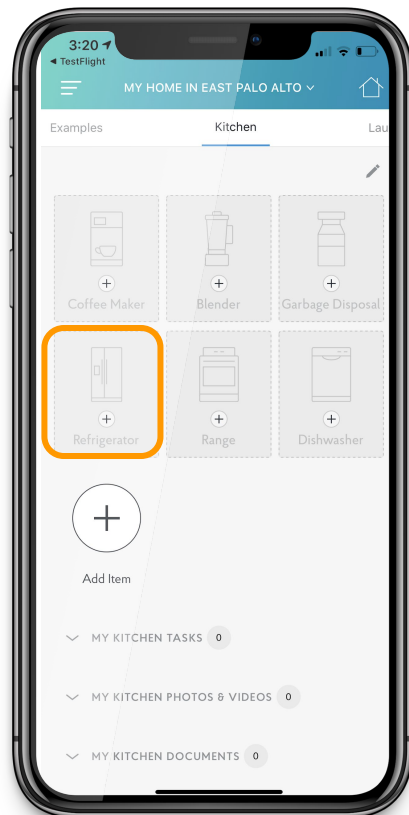 3:20
◀ TestFlight
MY HOME IN EAST PALO ALTO
Examples Kitchen Lau
Coffee Maker Blender Garbage Disposal
Refrigerator Range Dishwasher
Add Item
MY KITCHEN TASKS 0
MY KITCHEN PHOTOS & VIDEOS 0
MY KITCHEN DOCUMENTS 0